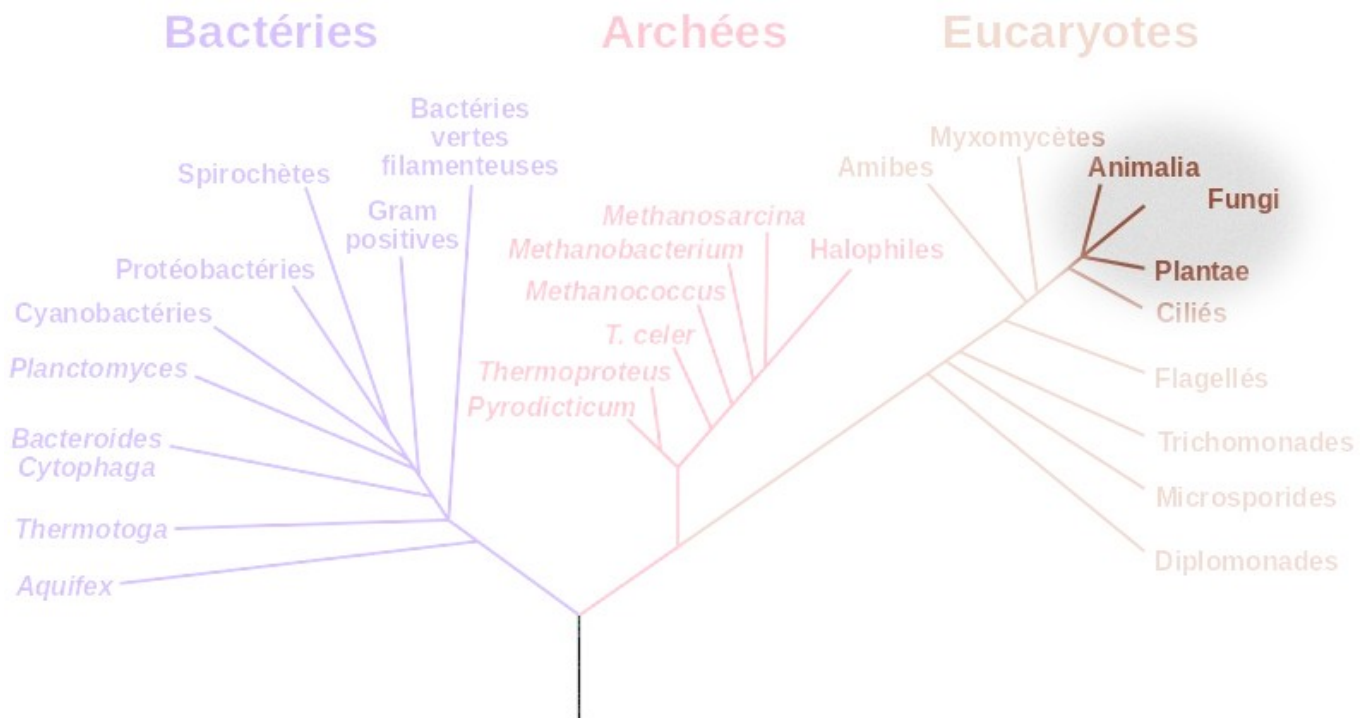 Bactéries
Archées
Eucaryotes
Bactéries
vertes
filamenteuses
Spirochètes
Gram
positives
Protéobactéries
Cyanobactéries
Planctomyces
Bacteroides
Cytophaga
Thermotoga
Aquifex
Methanosarcina
Methanobacterium
Halophiles
Methanococcus
T. celer
Thermoproteus
Pyrodicticum
Myxomycètes
Amibes
Animalia
Fungi
Plantae
Ciliés
Flagellés
Trichomonades
Microsporides
Diplomonades